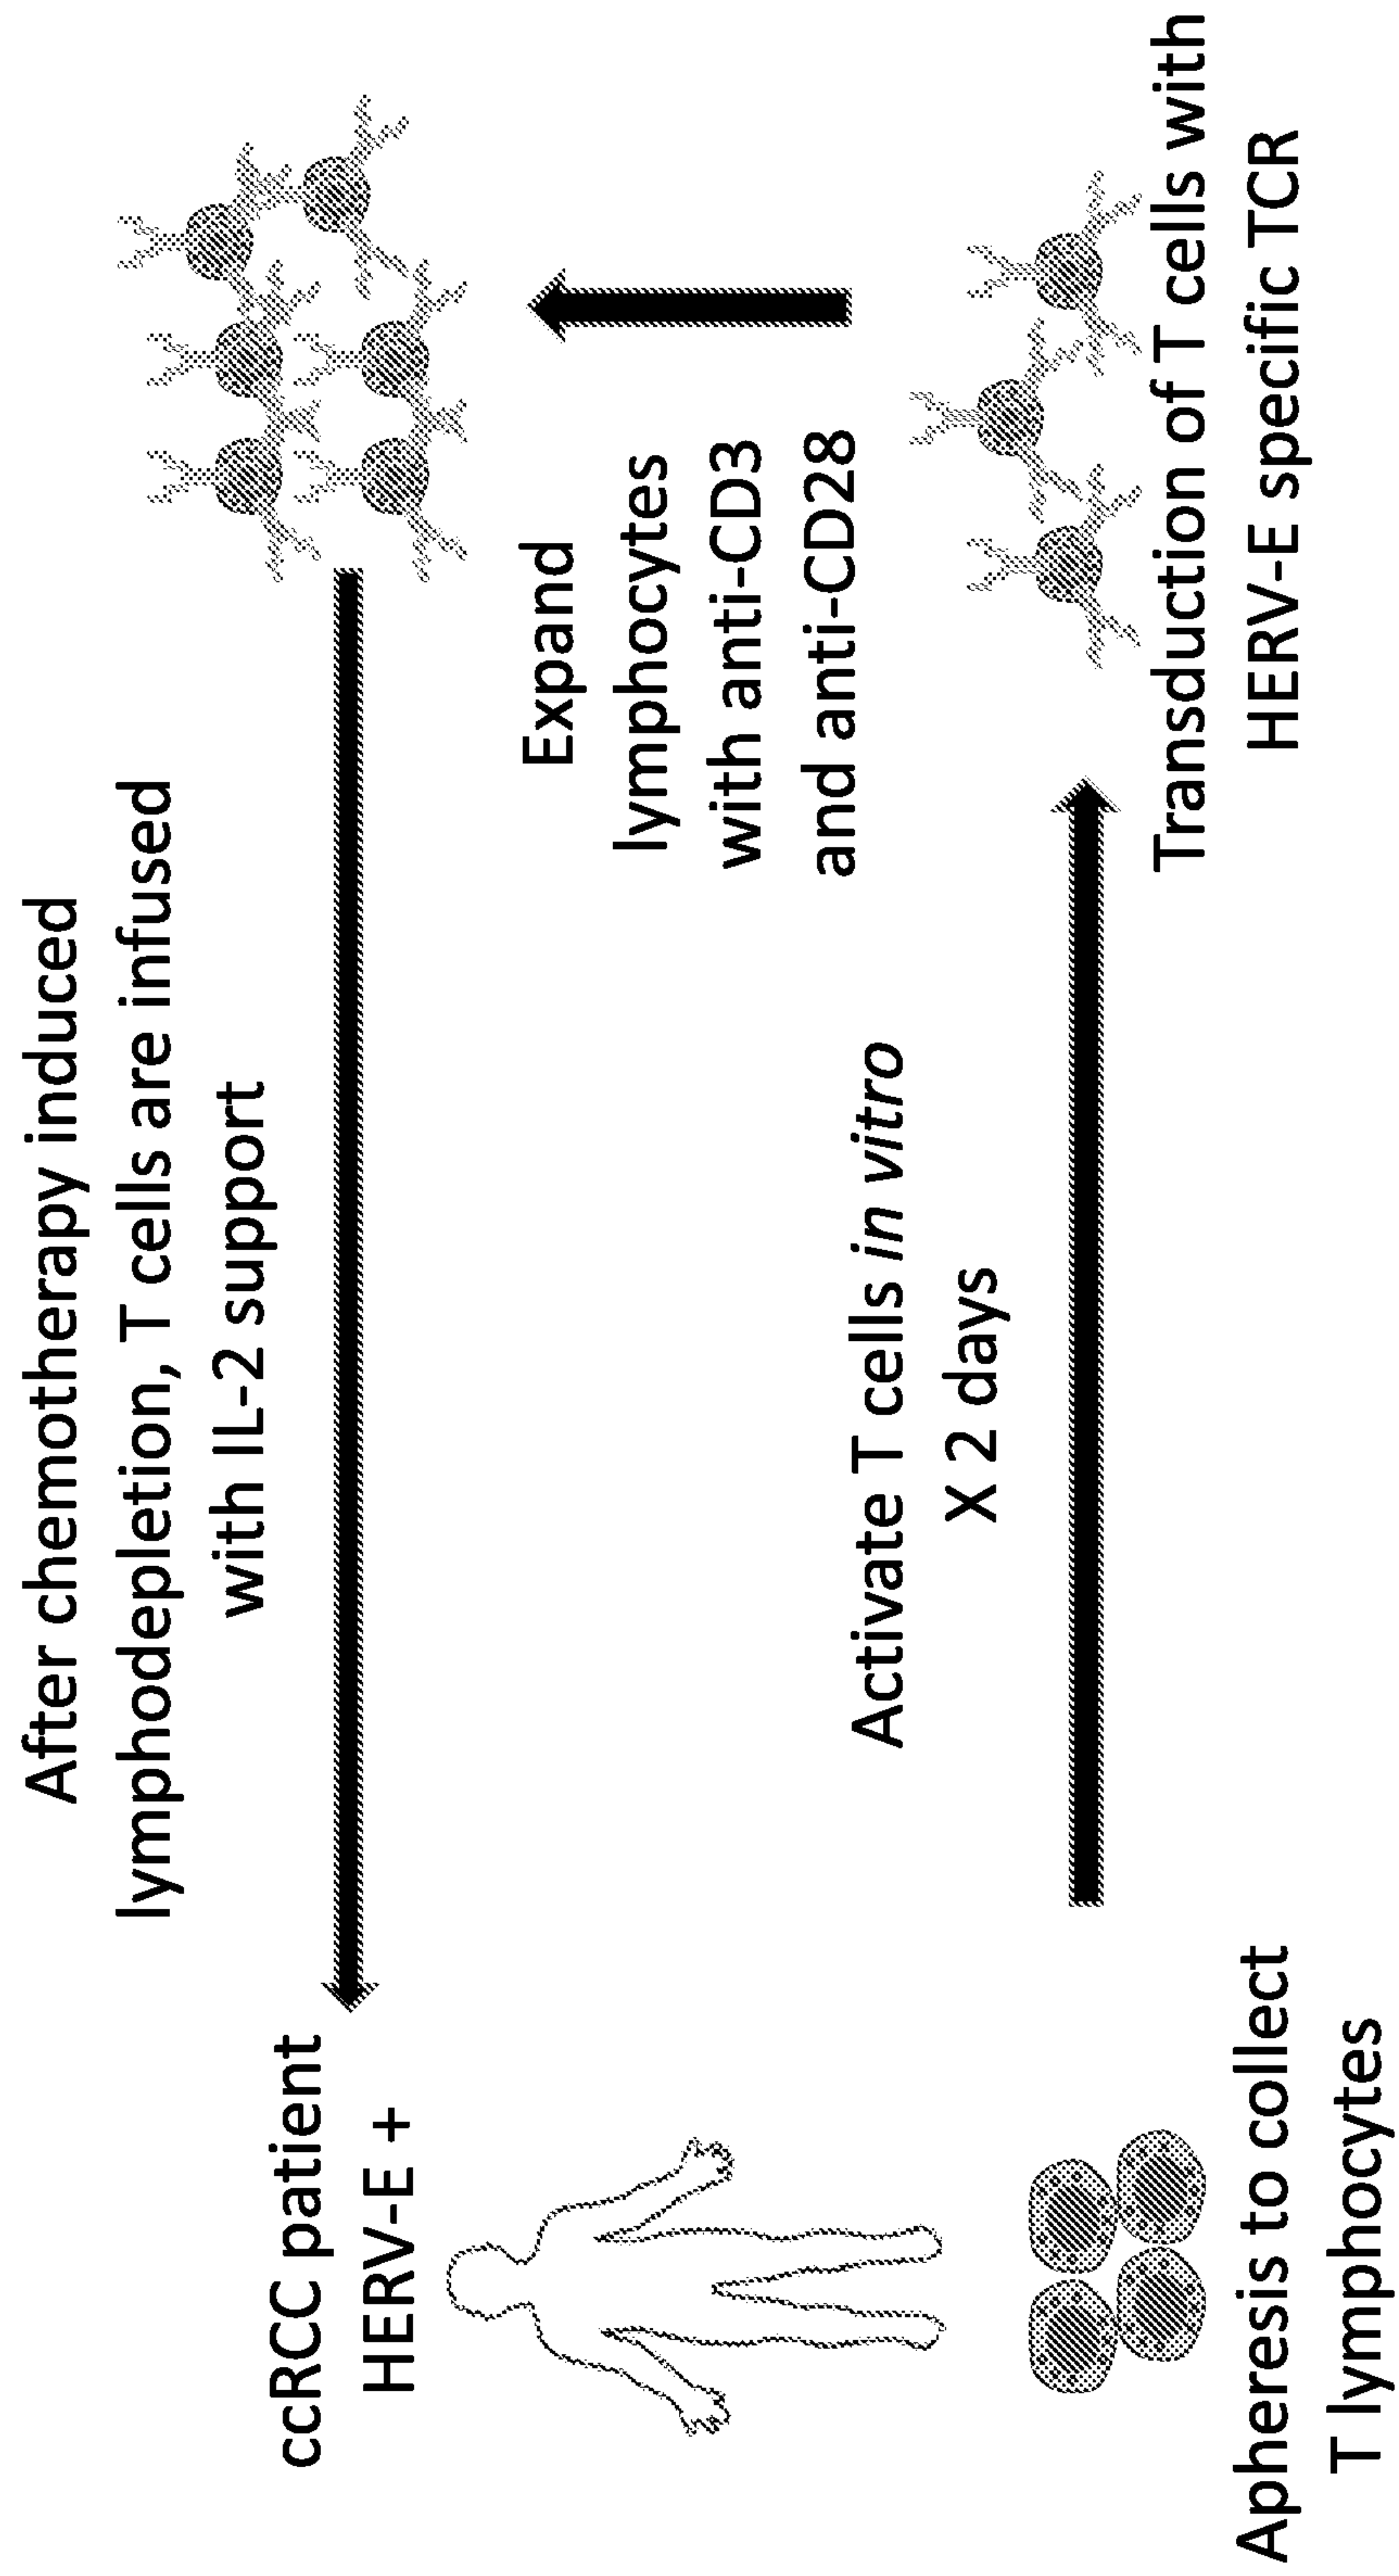 After chemotherapy induced
lymphodepletion, T cells are infused
with IL-2 support
ccRCC patient
HERV-E +
Expand
lymphocytes
with anti-CD3
and anti-CD28
Activate T cells in vitro
X 2 days
Apheresis to collect
T lymphocytes
Transduction of T cells with
HERV-E specific TCR